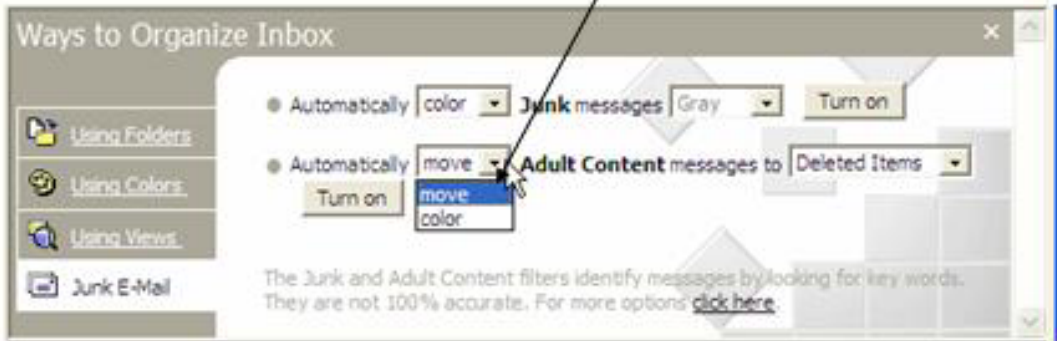 Ways to Organize Inbox
Using Folders
Using Colors
Using Views
Junk E-Mail
Automatically color Junk messages Gray Turn on
Automatically move Adult Content messages to Deleted Items
Turn on move
color
The Junk and Adult Content filters identify messages by looking for key words.
They are not 100% accurate. For more options click here.